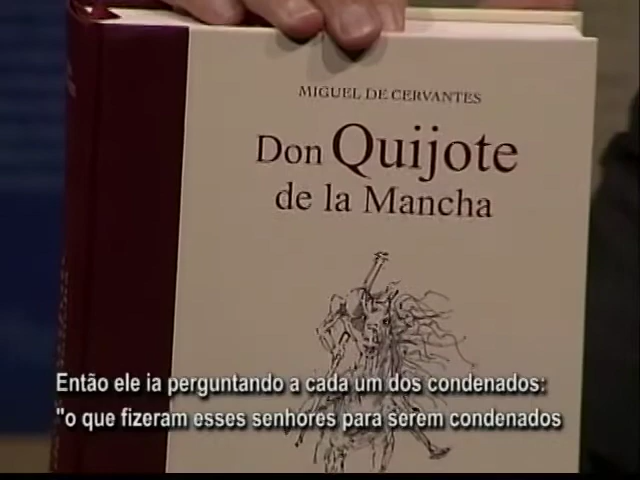 MIGUEL DE CERVANTES
Don Quijote
de la Mancha
Então ele ia perguntando a cada um dos condenados:
"o que fizeram esses senhores para serem condenados